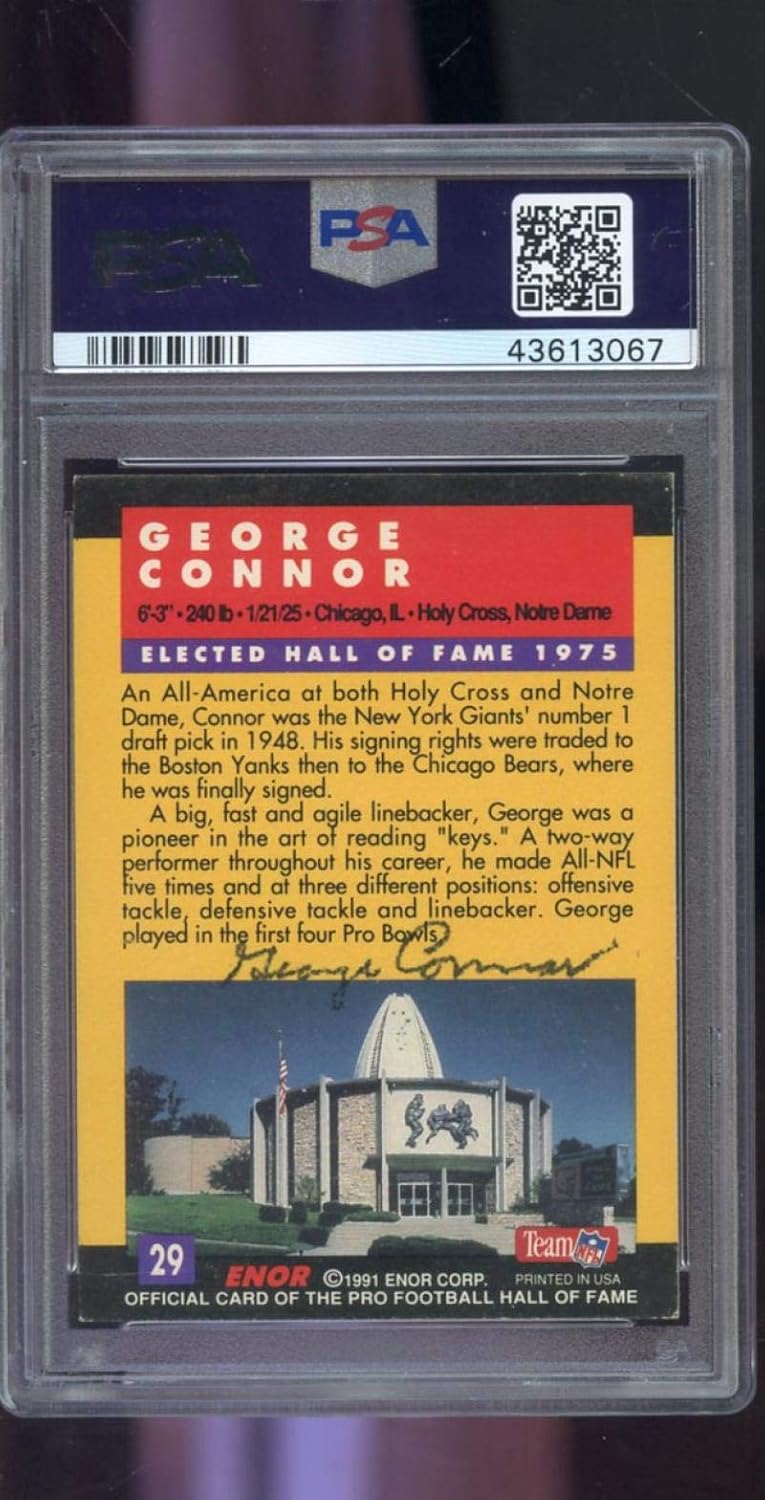 PSA
PSA
43613067
GEORGE
CONNOR
6'-3" • 240 lb • 1/21/25 • Chicago, IL • Holy Cross, Notre Dame
ELECTED HALL OF FAME 1975
An All-America at both Holy Cross and Notre
Dame, Connor was the New York Giants' number 1
draft pick in 1948. His signing rights were traded to
the Boston Yanks then to the Chicago Bears, where
he was finally signed.
A big, fast and agile linebacker, George was a
pioneer in the art of reading "keys." A two-way
performer throughout his career, he made All-NFL
five times and at three different positions: offensive
tackle, defensive tackle and linebacker. George
played in the first four Pro Bowls.
George Connor
Team NFL
29
ENOR ©1991 ENOR CORP. PRINTED IN USA
OFFICIAL CARD OF THE PRO FOOTBALL HALL OF FAME